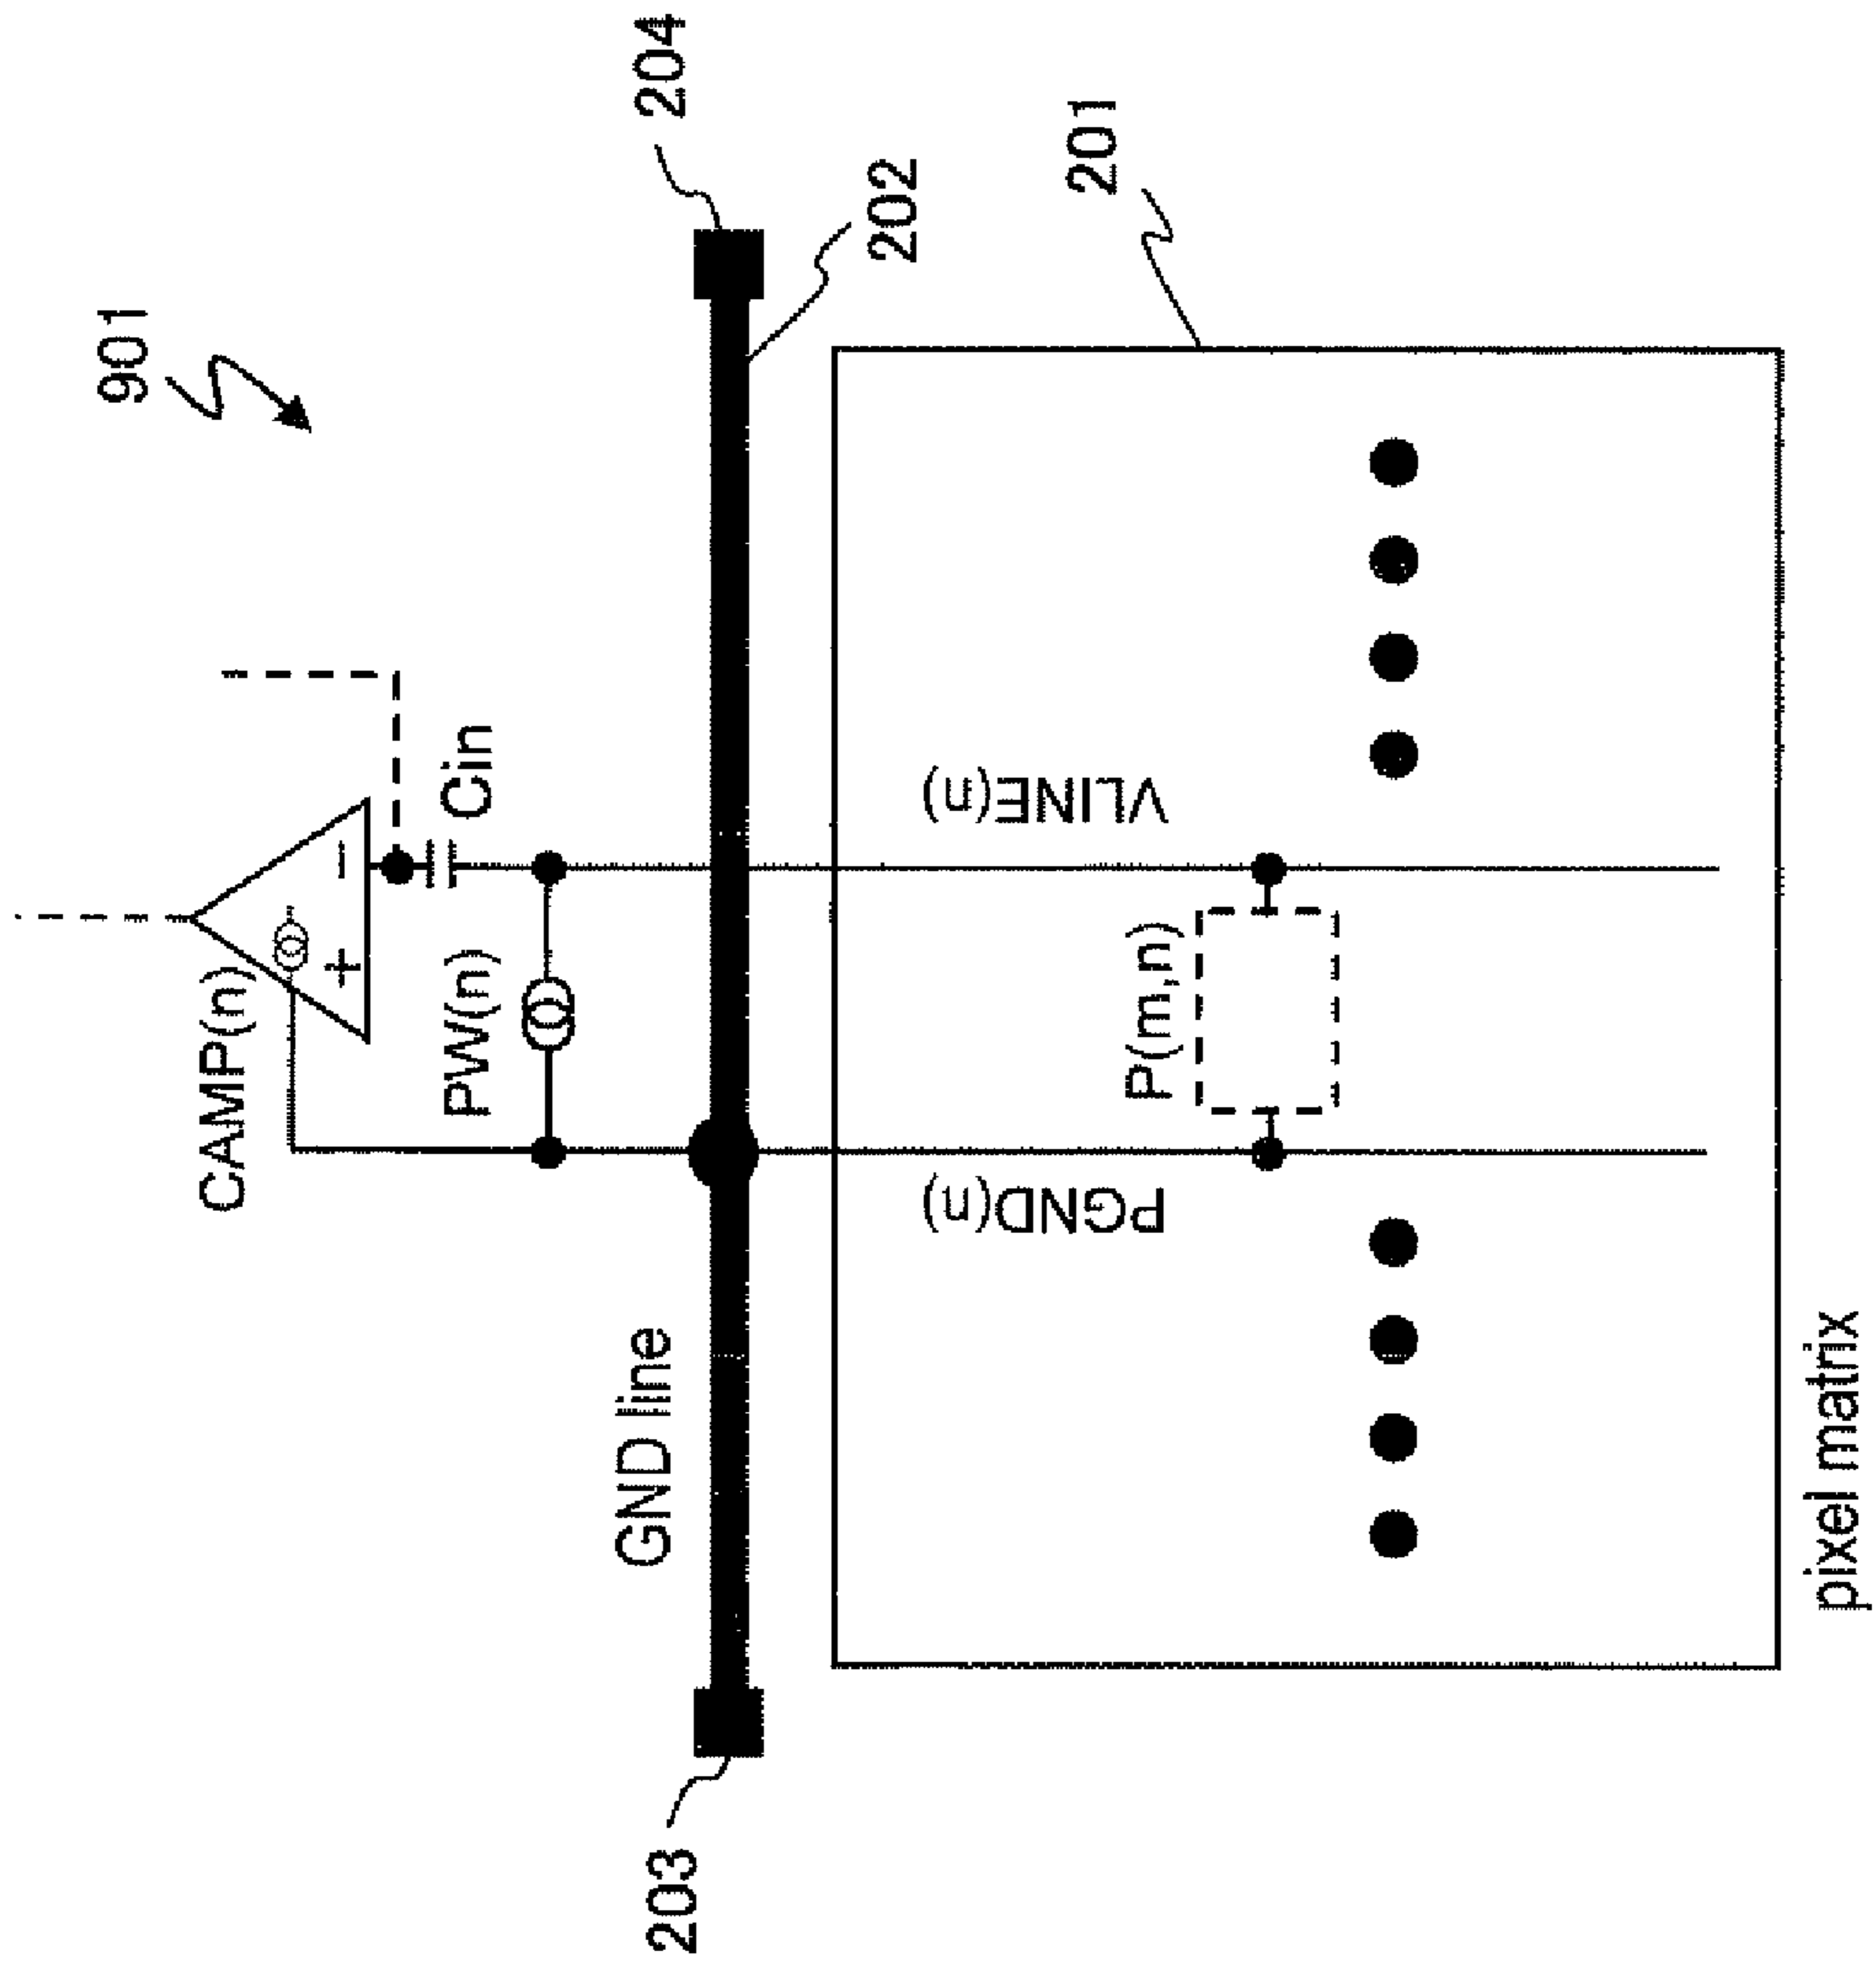 901
204
202
201
CAMP(n)
PW(n)
Cin
+
−
GND line
203
VLINE(n)
PGND(n)
P(m,n)
pixel matrix